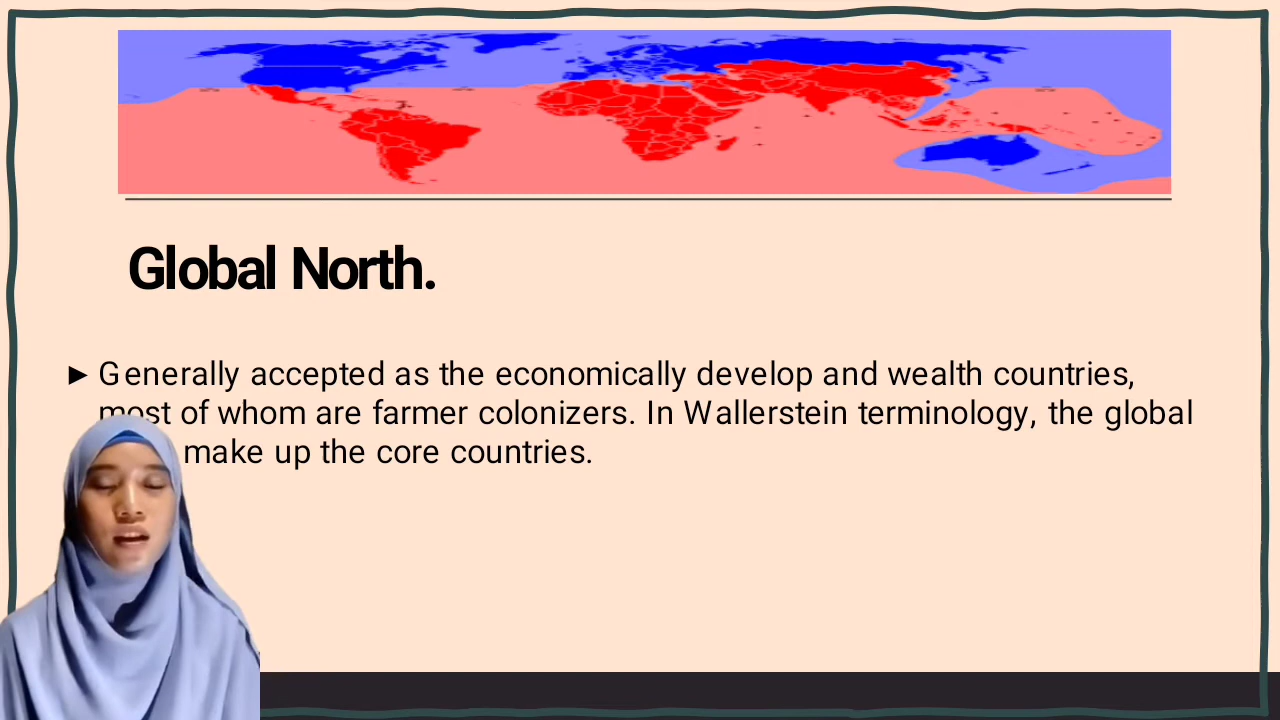 Global North.
► Generally accepted as the economically develop and wealth countries,
most of whom are farmer colonizers. In Wallerstein terminology, the global
make up the core countries.